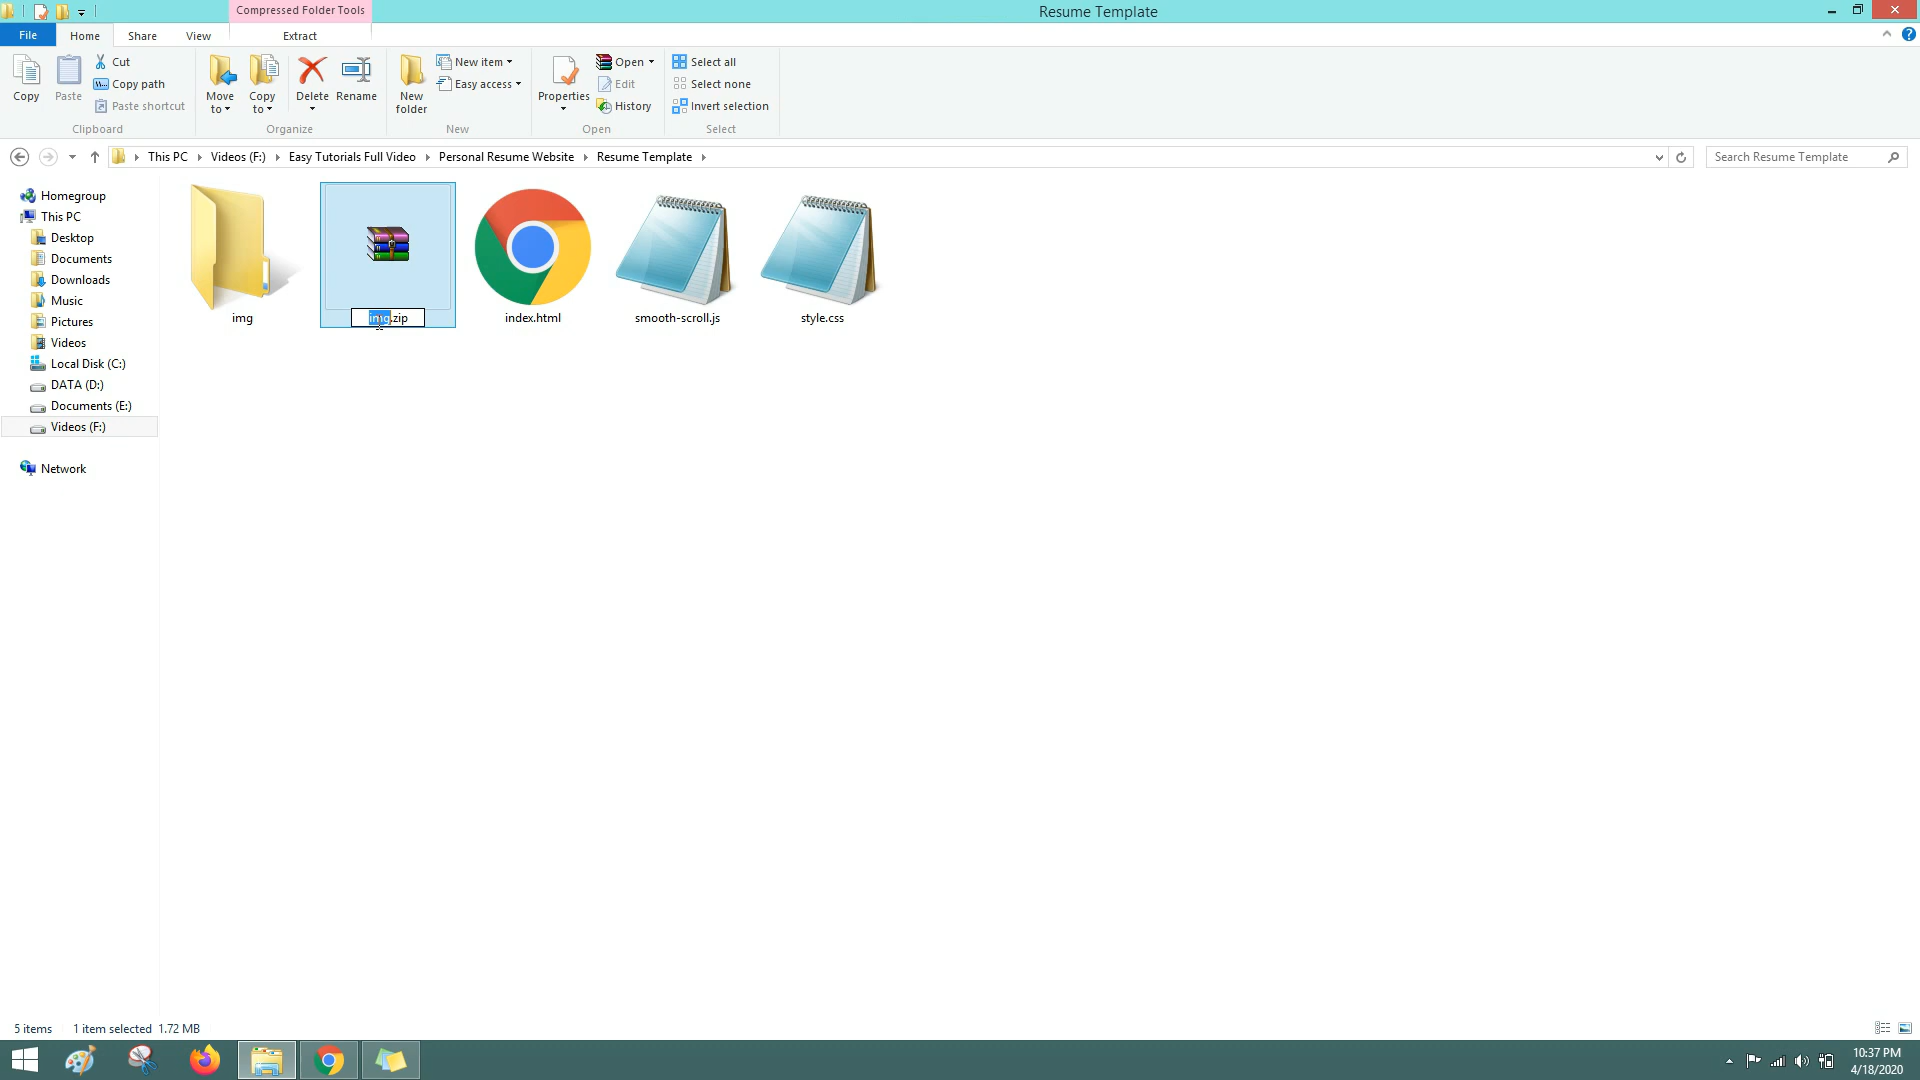 Compressed Folder Tools
Resume Template
File Home Share View Extract
Copy
Paste
Cut
Copy path
Paste shortcut
Clipboard
Move to
Copy to
Delete
Rename
Organize
New folder
New item
Easy access
New
Properties
Open
Edit
History
Open
Select all
Select none
Invert selection
Select
This PC Videos (F:) Easy Tutorials Full Video Personal Resume Website Resume Template
Search Resume Template
Homegroup
This PC
Desktop
Documents
Downloads
Music
Pictures
Videos
Local Disk (C:)
DATA (D:)
Documents (E:)
Videos (F:)
Network
img
img.zip
index.html
smooth-scroll.js
style.css
5 items 1 item selected 1.72 MB
10:37 PM
4/18/2020